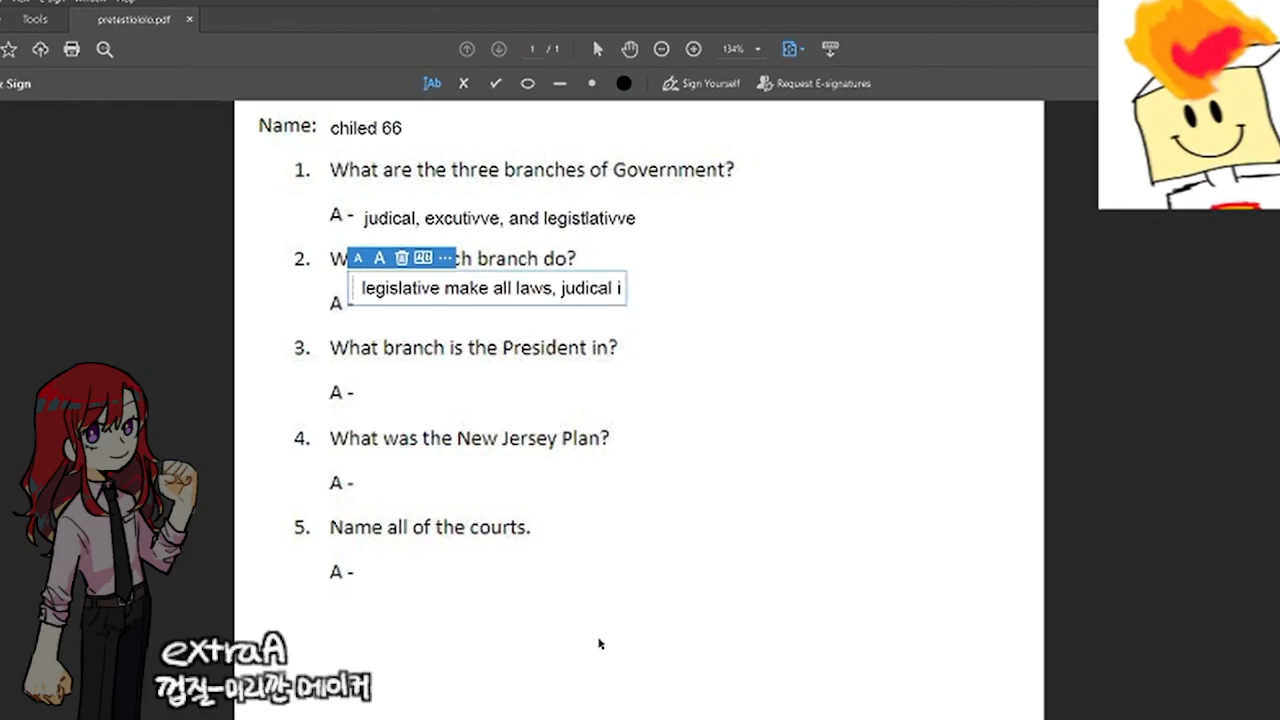 Tools
pretestlololo.pdf ×
1 / 1
134%
Sign
Ab
Sign Yourself
Request E-signatures
Name: chiled 66
1. What are the three branches of Government?
A - judical, excutivve, and legistlativve
2. W ch branch do?
A A
A - legislative make all laws, judical i
3. What branch is the President in?
A -
4. What was the New Jersey Plan?
A -
5. Name all of the courts.
A -
extraA
껍질-미리깐 메이커